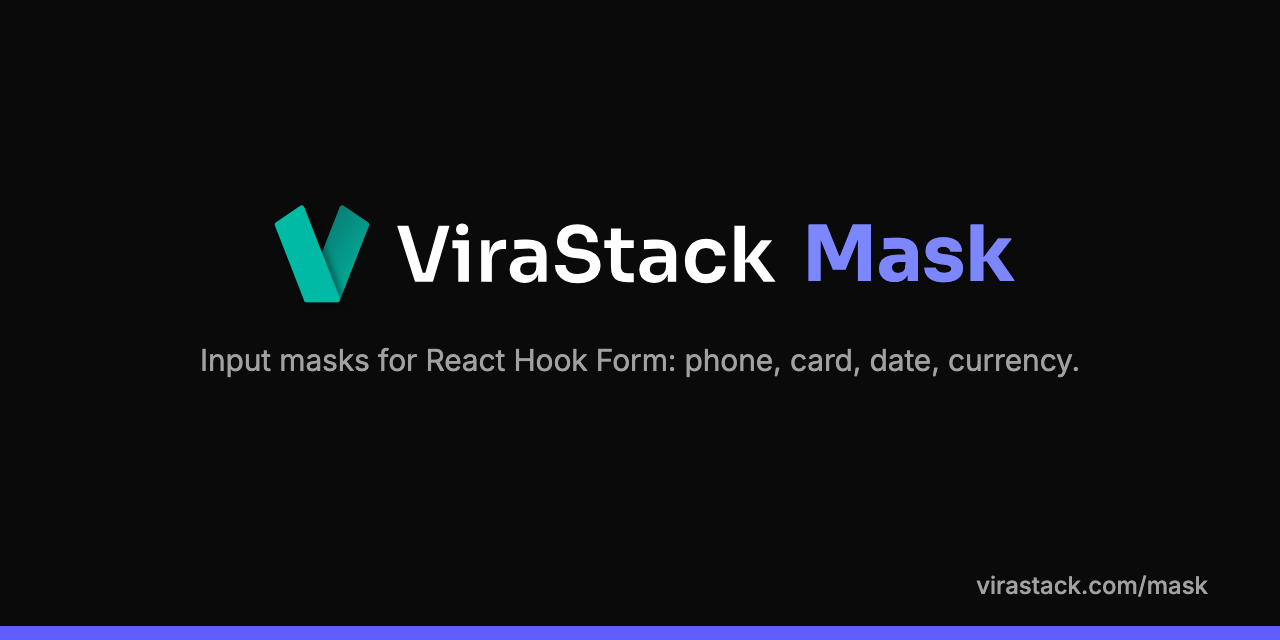 ViraStack Mask
Input masks for React Hook Form: phone, card, date, currency.
virastack.com/mask